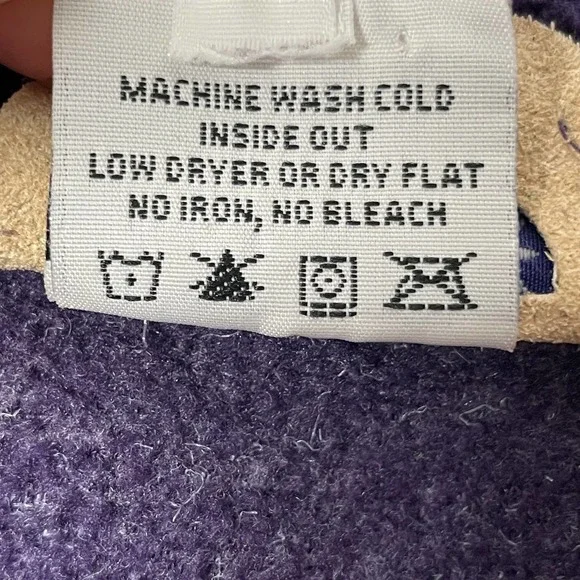 MACHINE WASH COLD
INSIDE OUT
LOW DRYER OR DRY FLAT
NO IRON, NO BLEACH